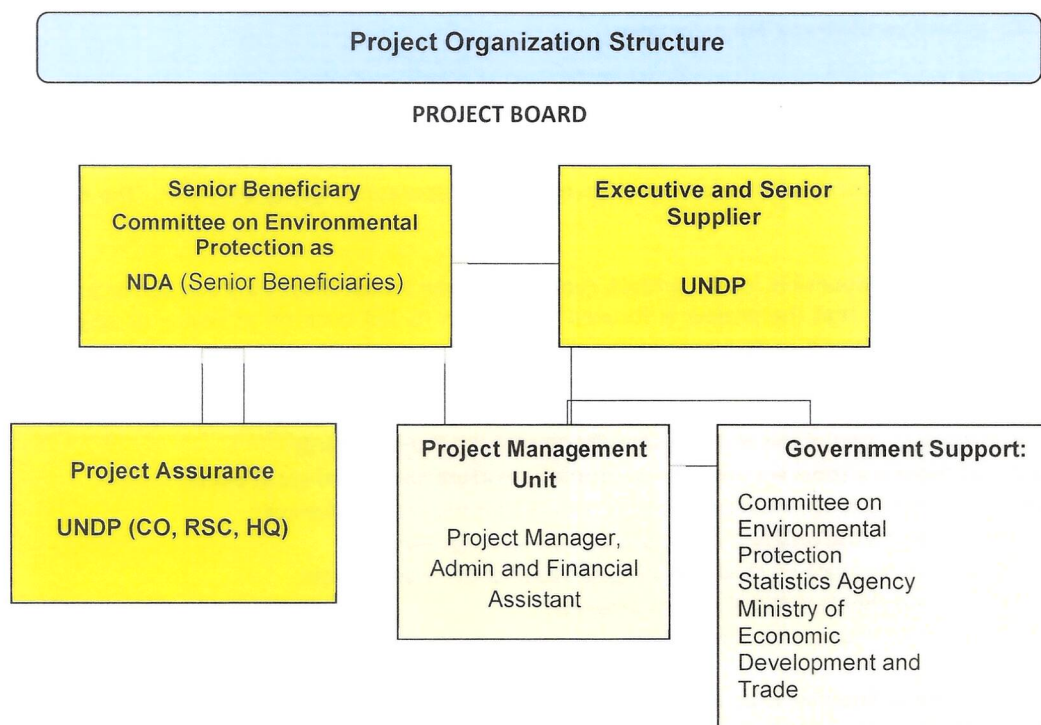 Project Organization Structure
PROJECT BOARD
Senior Beneficiary
Committee on Environmental
Protection as
NDA (Senior Beneficiaries)
Executive and Senior
Supplier
UNDP
Project Assurance
UNDP (CO, RSC, HQ)
Project Management
Unit
Project Manager,
Admin and Financial
Assistant
Government Support:
Committee on
Environmental
Protection
Statistics Agency
Ministry of
Economic
Development and
Trade